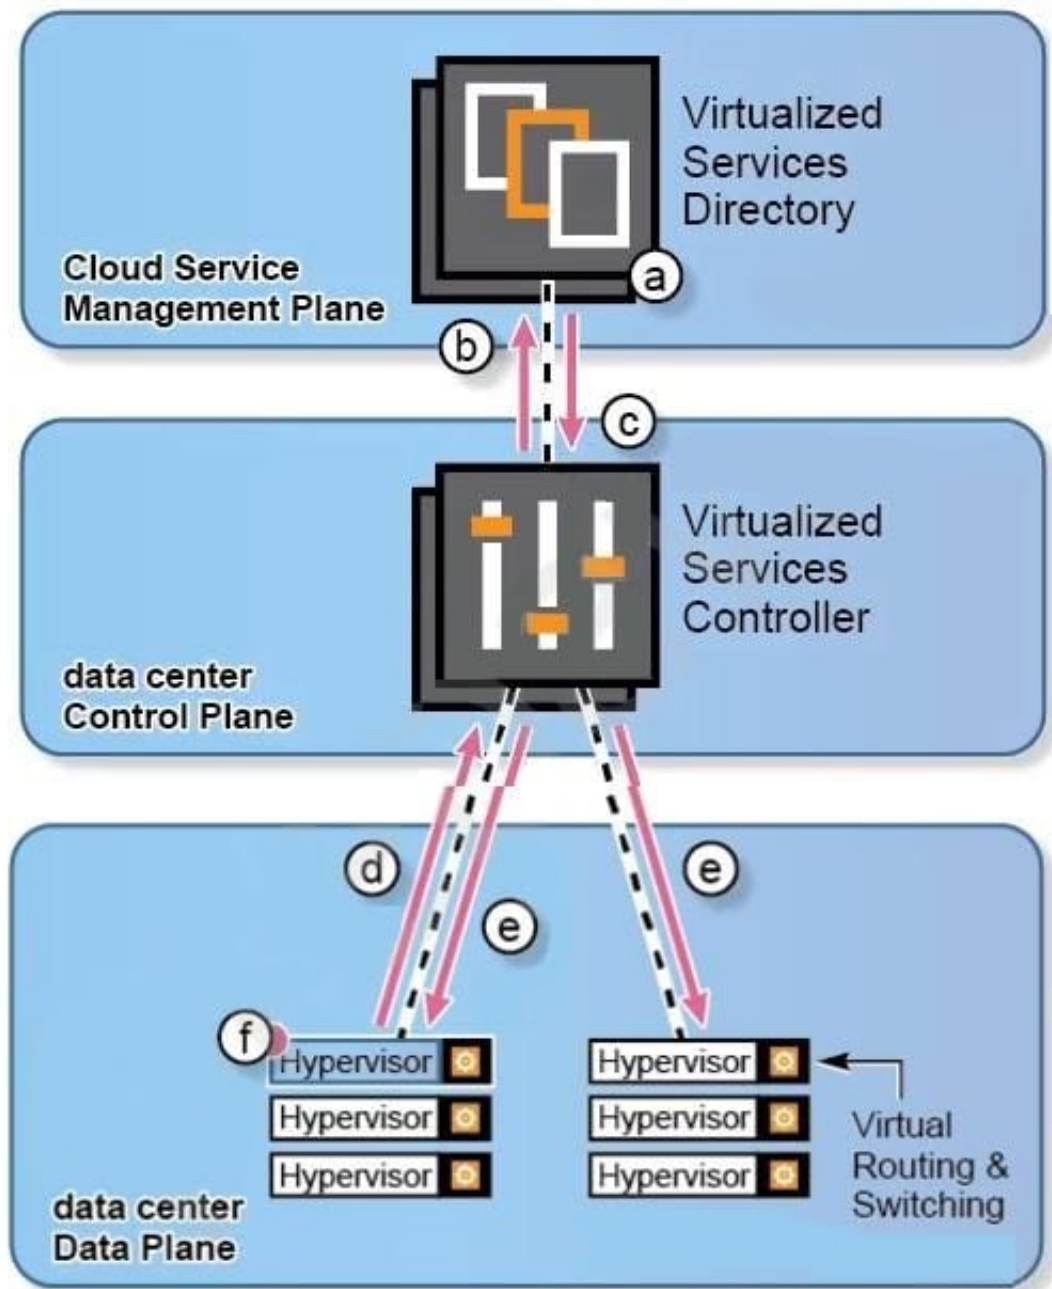 Virtualized
Services
Directory
a
Cloud Service
Management Plane
b
c
Virtualized
Services
Controller
data center
Control Plane
d
e
e
f
Hypervisor
Hypervisor
Hypervisor
Hypervisor
Hypervisor
Hypervisor
Virtual
Routing &
Switching
data center
Data Plane